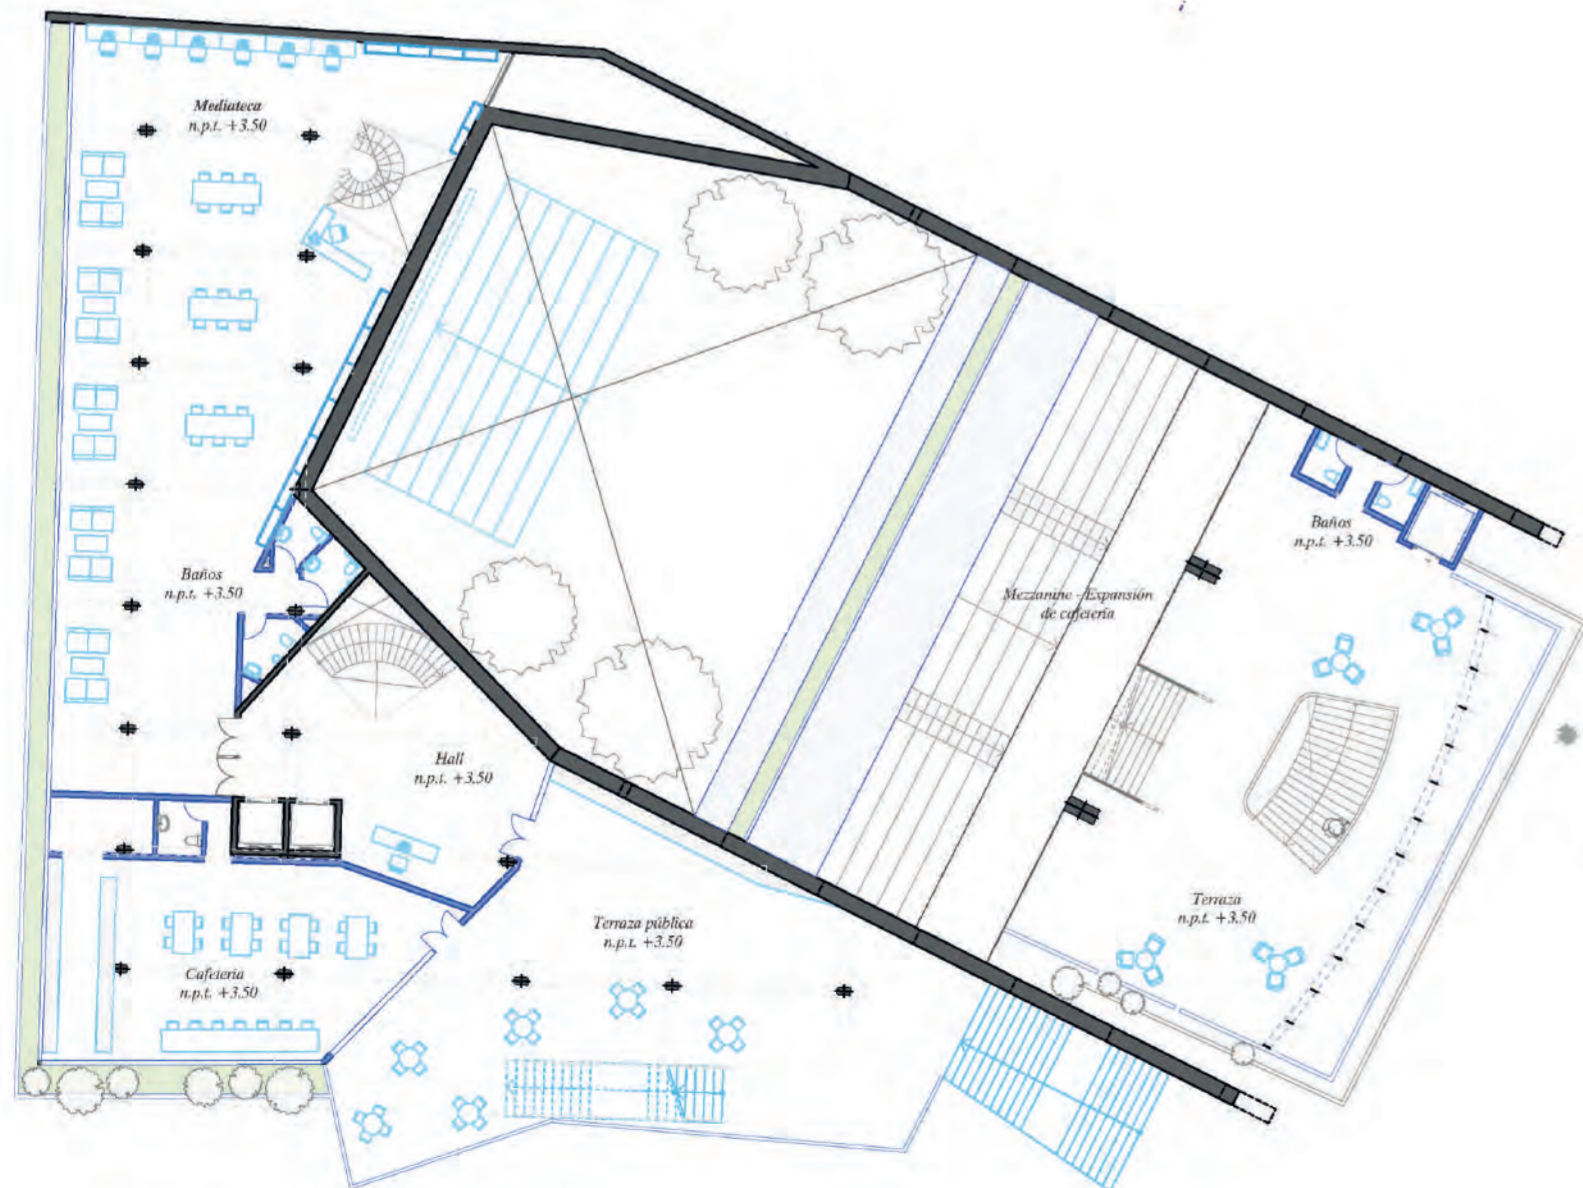 Mediateca
n.p.t. +3.50
Baños
n.p.t. +3.50
Hall
n.p.t. +3.50
Cafetería
n.p.t. +3.50
Terraza pública
n.p.t. +3.50
Mezzanine - Expansión
de cafetería
Baños
n.p.t. +3.50
Terraza
n.p.t. +3.50